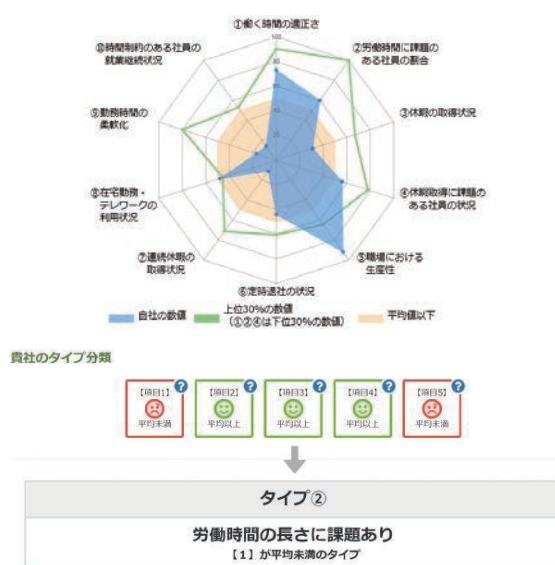 ①働く時間の適正さ
100
80
60
40
20
②労働時間に課題の
ある社員の割合
③休暇の取得状況
④休暇取得に課題の
ある社員の状況
⑤職場における
生産性
⑥定時退社の状況
⑦連続休暇の
取得状況
⑧在宅勤務・
テレワークの
利用状況
⑨勤務時間の
柔軟化
⑩時間制約のある社員の
就業継続状況
自社の数値
上位30%の数値
(①②④は下位30%の数値)
平均値以下
貴社のタイプ分類
【項目1】 ?
平均未満
【項目2】 ?
平均以上
【項目3】 ?
平均以上
【項目4】 ?
平均以上
【項目5】 ?
平均未満
タイプ②
労働時間の長さに課題あり
【1】が平均未満のタイプ